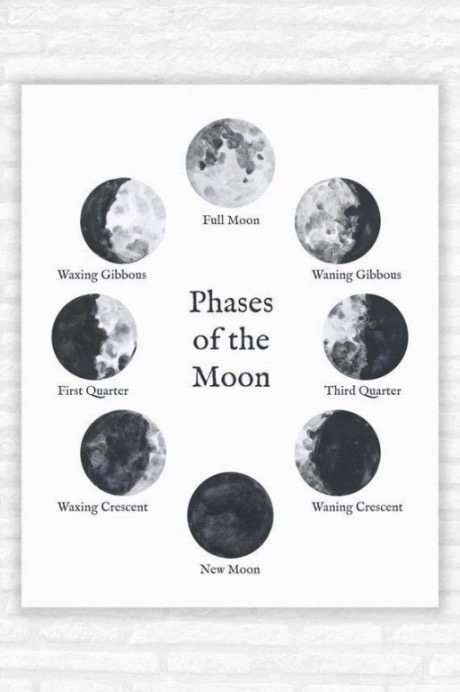 Full Moon
Waxing Gibbous
Waning Gibbous
Phases
of the
Moon
First Quarter
Third Quarter
Waxing Crescent
Waning Crescent
New Moon